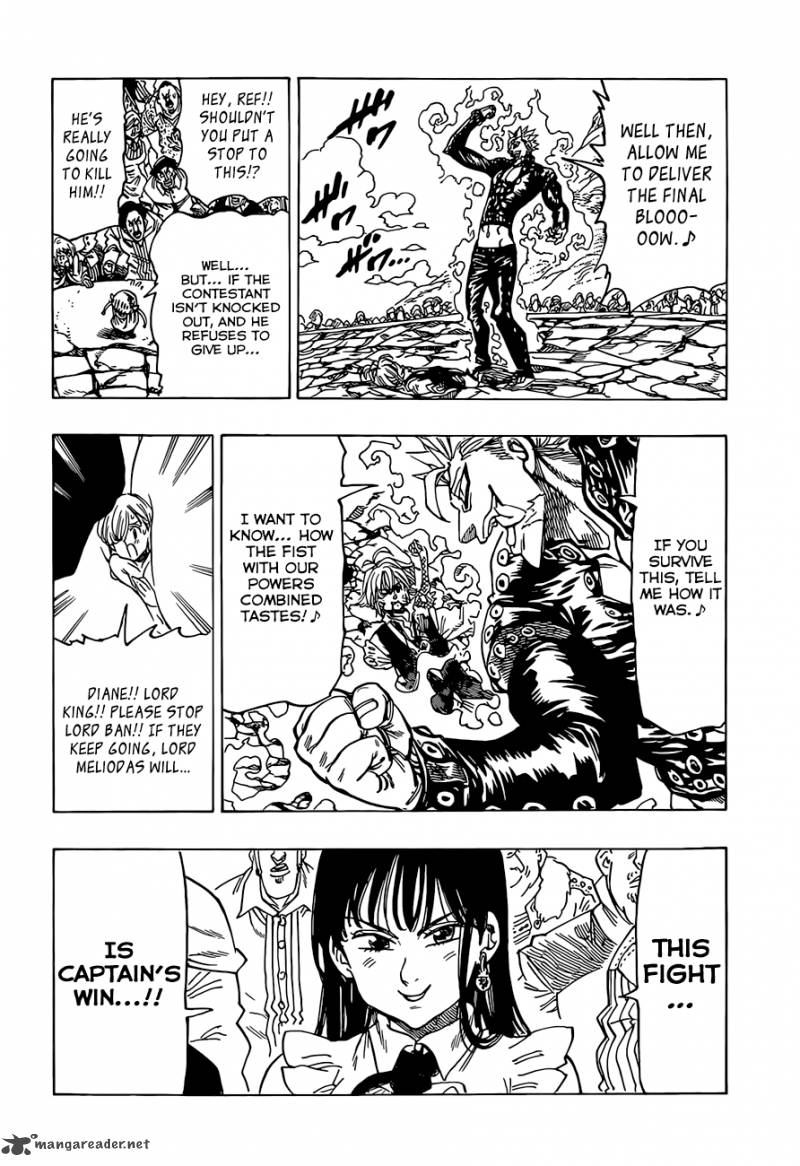 WELL THEN,
ALLOW ME
TO DELIVER
THE FINAL
BLOOO-
OOW.♪
HEY, REF!!
SHOULDN'T
YOU PUT A
STOP TO
THIS!?
HE'S
REALLY
GOING
TO KILL
HIM!!
WELL...
BUT... IF THE
CONTESTANT
ISN'T KNOCKED
OUT, AND HE
REFUSES TO
GIVE UP...
IF YOU
SURVIVE
THIS, TELL
ME HOW IT
WAS.♪
I WANT TO
KNOW... HOW
THE FIST
WITH OUR
POWERS
COMBINED
TASTES!♪
DIANE!! LORD
KING!! PLEASE STOP
LORD BAN!! IF THEY
KEEP GOING, LORD
MELIODAS WILL...
THIS
FIGHT
...
IS
CAPTAIN'S
WIN...!!
mangareader.net